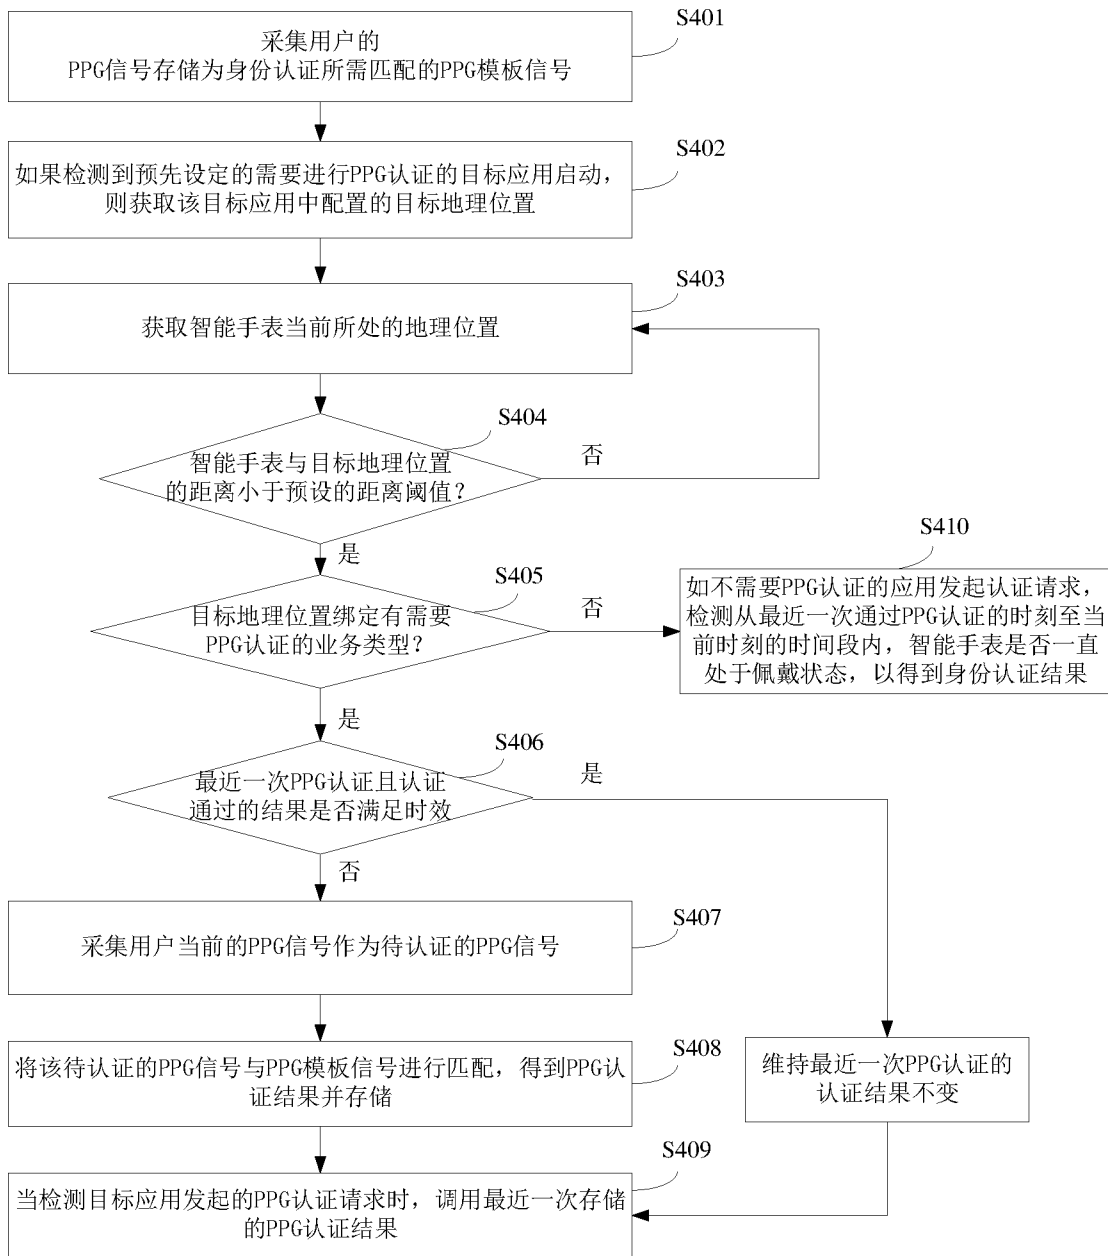 S401
采集用户的
PPG信号存储为身份认证所需匹配的PPG模板信号
S402
如果检测到预先设定的需要进行PPG认证的目标应用启动，
则获取该目标应用中配置的目标地理位置
S403
获取智能手表当前所处的地理位置
S404
智能手表与目标地理位置
的距离小于预设的距离阈值？
否
是
S405
目标地理位置绑定有需要
PPG认证的业务类型？
否
S410
如不需要PPG认证的应用发起认证请求，
检测从最近一次通过PPG认证的时刻至当
前时刻的时间段内，智能手表是否一直
处于佩戴状态，以得到身份认证结果
是
S406
最近一次PPG认证且认证
通过的结果是否满足时效
是
否
S407
采集用户当前的PPG信号作为待认证的PPG信号
S408
将该待认证的PPG信号与PPG模板信号进行匹配，得到PPG认
证结果并存储
维持最近一次PPG认证的
认证结果不变
S409
当检测目标应用发起的PPG认证请求时，调用最近一次存储
的PPG认证结果